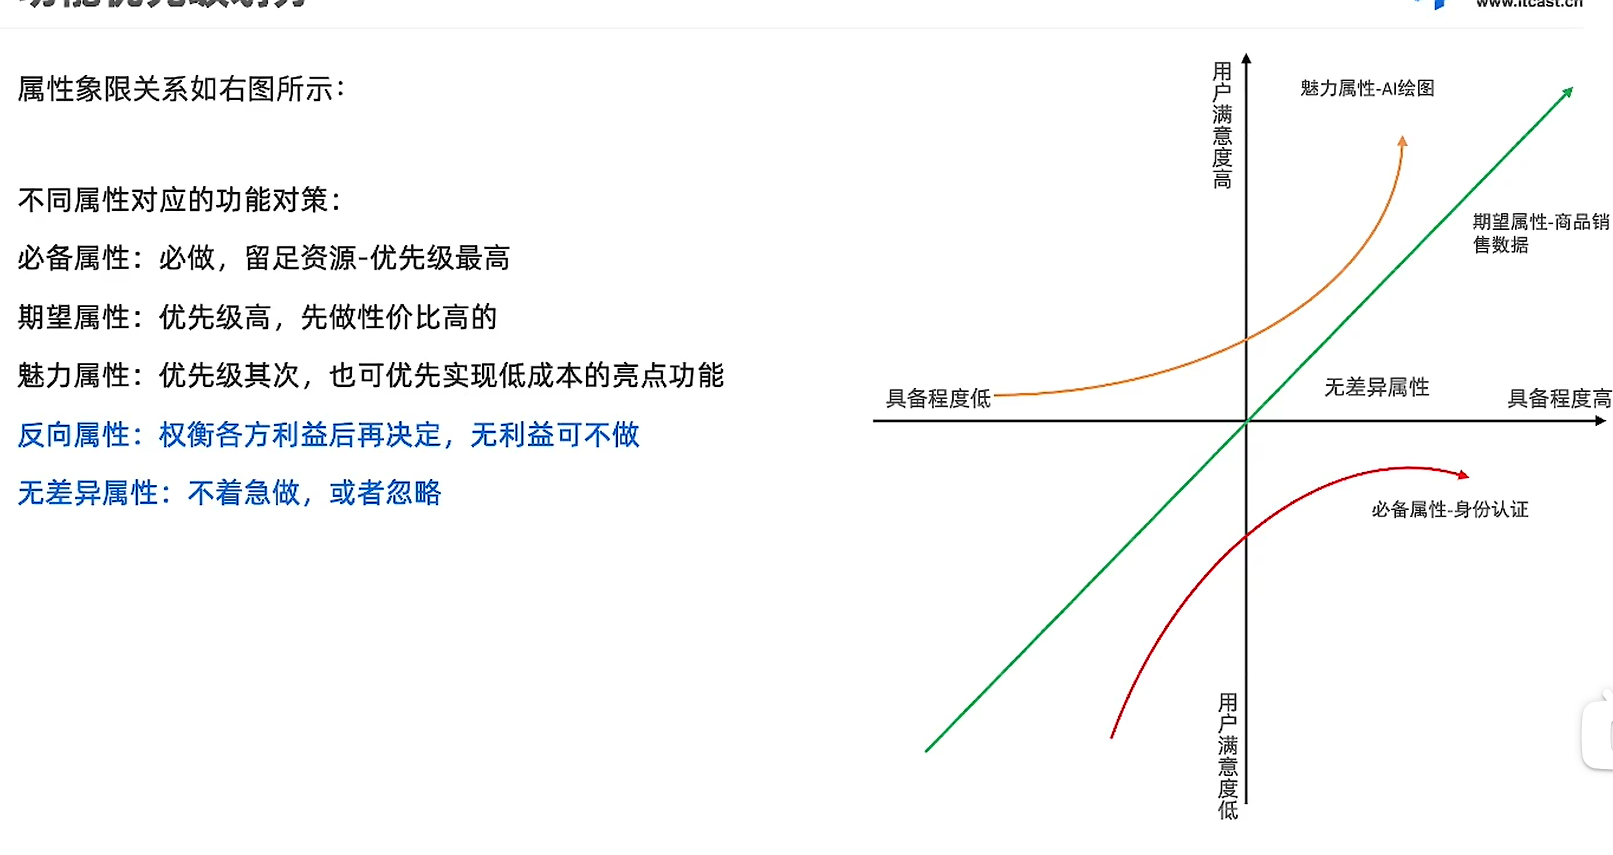 功能优先级划分
www.itcast.cn
属性象限关系如右图所示：
不同属性对应的功能对策：
必备属性：必做，留足资源-优先级最高
期望属性：优先级高，先做性价比高的
魅力属性：优先级其次，也可优先实现低成本的亮点功能
反向属性：权衡各方利益后再决定，无利益可不做
无差异属性：不着急做，或者忽略
用户满意度高
魅力属性-AI绘图
期望属性-商品销
售数据
无差异属性
具备程度低
具备程度高
必备属性-身份认证
用户满意度低